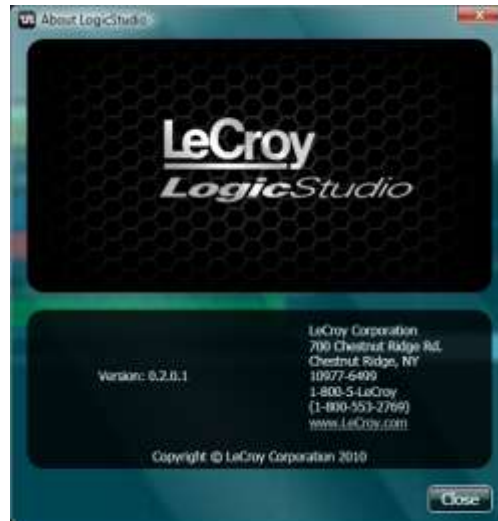 About LogicStudio
LeCroy
LogicStudio
Version: 0.2.0.1
LeCroy Corporation
700 Chestnut Ridge Rd.
Chestnut Ridge, NY
10977-6499
1-800-5-LeCroy
(1-800-553-2769)
www.LeCroy.com
Copyright © LeCroy Corporation 2010
Close